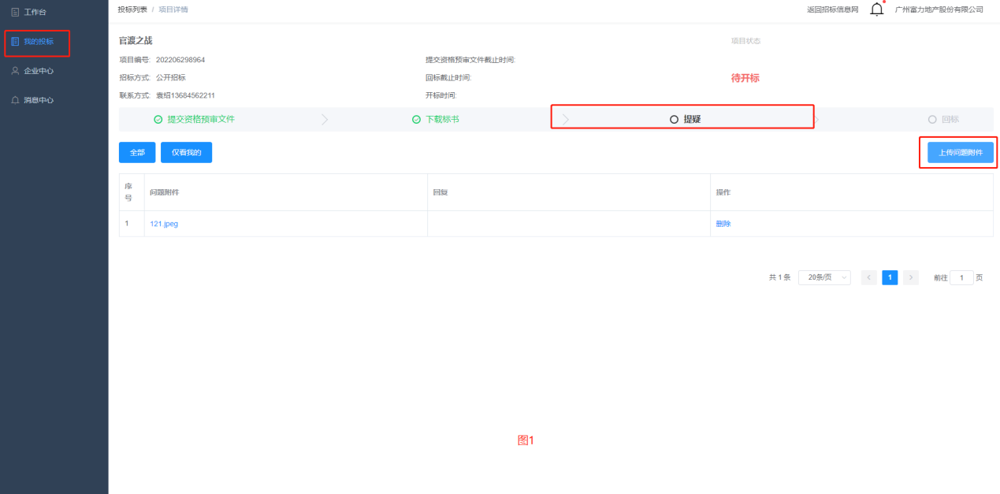 工作台
我的投标
企业中心
消息中心
投标列表 / 项目详情
返回招标信息网
广州富力地产股份有限公司
官渡之战
项目状态
项目编号: 202206298964
提交资格预审文件截止时间:
招标方式: 公开招标
回标截止时间:
待开标
联系方式: 袁绍13684562211
开标时间:
提交资格预审文件
下载标书
提疑
回标
全部
仅看我的
上传问题附件
序号
问题附件
回复
操作
1
121.jpeg
删除
共 1 条
20条/页
1
前往 1 页
图1